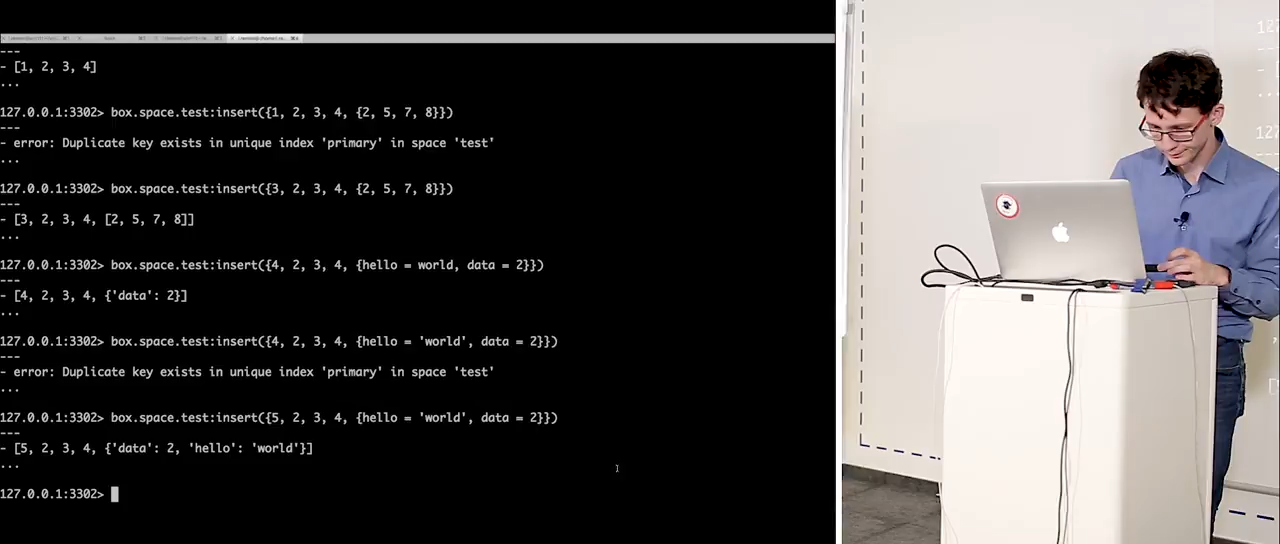 ---
- [1, 2, 3, 4]
...
127.0.0.1:3302> box.space.test:insert({1, 2, 3, 4, {2, 5, 7, 8}})
---
- error: Duplicate key exists in unique index 'primary' in space 'test'
...
127.0.0.1:3302> box.space.test:insert({3, 2, 3, 4, {2, 5, 7, 8}})
---
- [3, 2, 3, 4, [2, 5, 7, 8]]
...
127.0.0.1:3302> box.space.test:insert({4, 2, 3, 4, {hello = world, data = 2}})
---
- [4, 2, 3, 4, {'data': 2}]
...
127.0.0.1:3302> box.space.test:insert({4, 2, 3, 4, {hello = 'world', data = 2}})
---
- error: Duplicate key exists in unique index 'primary' in space 'test'
...
127.0.0.1:3302> box.space.test:insert({5, 2, 3, 4, {hello = 'world', data = 2}})
---
- [5, 2, 3, 4, {'data': 2, 'hello': 'world'}]
...
127.0.0.1:3302>